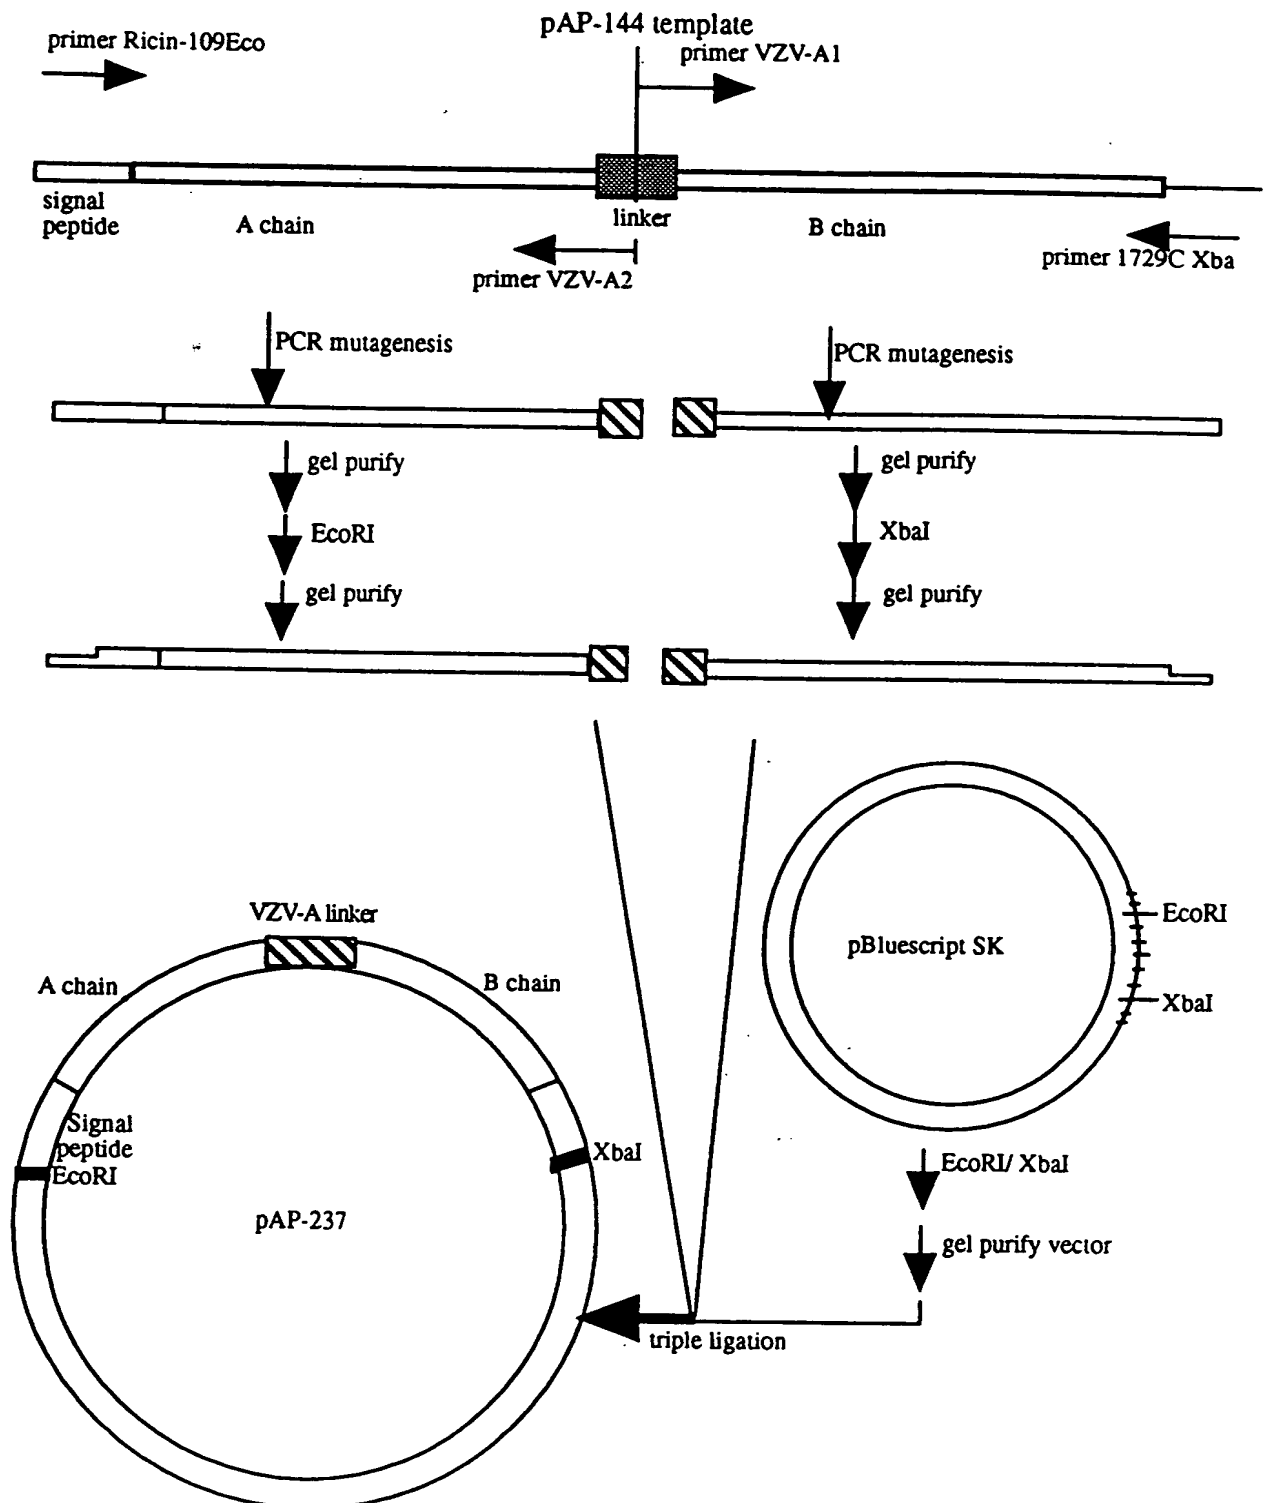 pAP-144 template
primer Ricin-109Eco
primer VZV-A1
signal
peptide
A chain
linker
B chain
primer VZV-A2
primer 1729C Xba
PCR mutagenesis
PCR mutagenesis
gel purify
gel purify
EcoRI
XbaI
gel purify
gel purify
VZV-A linker
A chain
B chain
Signal
peptide
EcoRI
XbaI
pAP-237
pBluescript SK
EcoRI
XbaI
EcoRI/ XbaI
gel purify vector
triple ligation